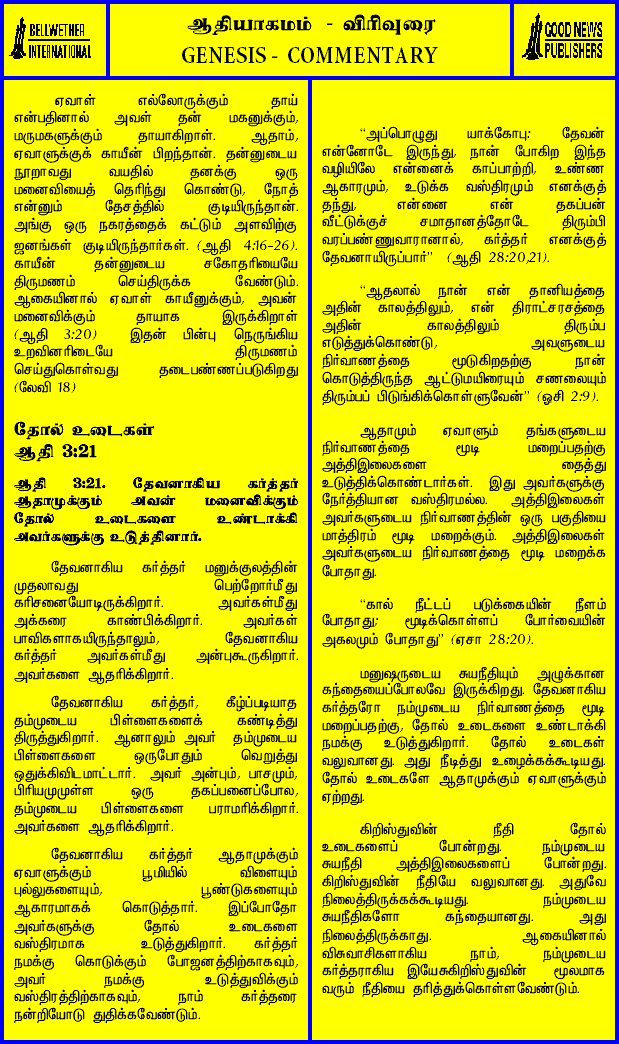 BELLWETHER
INTERNATIONAL
ஆதியாகமம் - விரிவுரை
GENESIS - COMMENTARY
GOOD NEWS
PUBLISHERS
ஏவாள் எல்லோருக்கும் தாய்
என்பதினால் அவள் தன் மகனுக்கும்,
மருமகளுக்கும் தாயாகிறாள். ஆதாம்,
ஏவாளுக்குக் காயீன் பிறந்தான். தன்னுடைய
நூறாவது வயதில் தனக்கு ஒரு
மனைவியைத் தெரிந்து கொண்டு, நோத்
என்னும் தேசத்தில் குடியிருந்தான்.
அங்கு ஒரு நகரத்தைக் கட்டும் அளவிற்கு
ஜனங்கள் குடியிருந்தார்கள். (ஆதி 4:16-26).
காயீன் தன்னுடைய சகோதரியையே
திருமணம் செய்திருக்க வேண்டும்.
ஆகையினால் ஏவாள் காயீனுக்கும், அவன்
மனைவிக்கும் தாயாக இருக்கிறாள்
(ஆதி 3:20) இதன் பின்பு நெருங்கிய
உறவினரிடையே திருமணம்
செய்துகொள்வது தடைபண்ணப்படுகிறது
(லேவி 18)
தோல் உடைகள்
ஆதி 3:21
ஆதி 3:21. தேவனாகிய கர்த்தர்
ஆதாமுக்கும் அவன் மனைவிக்கும்
தோல் உடைகளை உண்டாக்கி
அவர்களுக்கு உடுத்தினார்.
தேவனாகிய கர்த்தர் மனுக்குலத்தின்
முதலாவது பெற்றோர்மீது
கரிசனையோடிருக்கிறார். அவர்கள்மீது
அக்கரை காண்பிக்கிறார். அவர்கள்
பாவிகளாகயிருந்தாலும், தேவனாகிய
கர்த்தர் அவர்கள்மீது அன்புகூருகிறார்.
அவர்களை ஆதரிக்கிறார்.
தேவனாகிய கர்த்தர், கீழ்ப்படியாத
தம்முடைய பிள்ளைகளைக் கண்டித்து
திருத்துகிறார். ஆனாலும் அவர் தம்முடைய
பிள்ளைகளை ஒருபோதும் வெறுத்து
ஒதுக்கிவிடமாட்டார். அவர் அன்பும், பாசமும்,
பிரியமுமுள்ள ஒரு தகப்பனைப்போல,
தம்முடைய பிள்ளைகளை பராமரிக்கிறார்.
அவர்களை ஆதரிக்கிறார்.
தேவனாகிய கர்த்தர் ஆதாமுக்கும்
ஏவாளுக்கும் பூமியில் விளையும்
புல்லுகளையும், பூண்டுகளையும்
ஆகாரமாகக் கொடுத்தார். இப்போதோ
அவர்களுக்கு தோல் உடைகளை
வஸ்திரமாக உடுத்துகிறார். கர்த்தர்
நமக்கு கொடுக்கும் போஜனத்திற்காகவும்,
அவர் நமக்கு உடுத்துவிக்கும்
வஸ்திரத்திற்காகவும், நாம் கர்த்தரை
நன்றியோடு துதிக்கவேண்டும்.
“அப்பொழுது யாக்கோபு: தேவன்
என்னோடே இருந்து, நான் போகிற இந்த
வழியிலே என்னைக் காப்பாற்றி, உண்ண
ஆகாரமும், உடுக்க வஸ்திரமும் எனக்குத்
தந்து, என்னை என் தகப்பன்
வீட்டுக்குச் சமாதானத்தோடே திரும்பி
வரப்பண்ணுவாரானால், கர்த்தர் எனக்குத்
தேவனாயிருப்பார்” (ஆதி 28:20,21).
“ஆதலால் நான் என் தானியத்தை
அதின் காலத்திலும், என் திராட்சரசத்தை
அதின் காலத்திலும் திரும்ப
எடுத்துக்கொண்டு, அவளுடைய
நிர்வாணத்தை மூடுகிறதற்கு நான்
கொடுத்திருந்த ஆட்டுமயிரையும் சணலையும்
திரும்பப் பிடுங்கிக்கொள்ளுவேன்” (ஓசி 2:9).
ஆதாமும் ஏவாளும் தங்களுடைய
நிர்வாணத்தை மூடி மறைப்பதற்கு
அத்திஇலைகளை தைத்து
உடுத்திக்கொண்டார்கள். இது அவர்களுக்கு
நேர்த்தியான வஸ்திரமல்ல. அத்திஇலைகள்
அவர்களுடைய நிர்வாணத்தின் ஒரு பகுதியை
மாத்திரம் மூடி மறைக்கும். அத்திஇலைகள்
அவர்களுடைய நிர்வாணத்தை மூடி மறைக்க
போதாது.
“கால் நீட்டப் படுக்கையின் நீளம்
போதாது; மூடிக்கொள்ளப் போர்வையின்
அகலமும் போதாது” (ஏசா 28:20).
மனுஷருடைய சுயநீதியும் அழுக்கான
கந்தையைப்போலவே இருக்கிறது. தேவனாகிய
கர்த்தரோ நம்முடைய நிர்வாணத்தை மூடி
மறைப்பதற்கு, தோல் உடைகளை உண்டாக்கி
நமக்கு உடுத்துகிறார். தோல் உடைகள்
வலுவானது. அது நீடித்து உழைக்கக்கூடியது.
தோல் உடைகளே ஆதாமுக்கும் ஏவாளுக்கும்
ஏற்றது.
கிறிஸ்துவின் நீதி தோல்
உடைகளைப் போன்றது. நம்முடைய
சுயநீதி அத்திஇலைகளைப் போன்றது.
கிறிஸ்துவின் நீதியே வலுவானது. அதுவே
நிலைத்திருக்கக்கூடியது. நம்முடைய
சுயநீதிகளோ கந்தையானது. அது
நிலைத்திருக்காது. ஆகையினால்
விசுவாசிகளாகிய நாம், நம்முடைய
கர்த்தராகிய இயேசுகிறிஸ்துவின் மூலமாக
வரும் நீதியை தரித்துக்கொள்ளவேண்டும்.